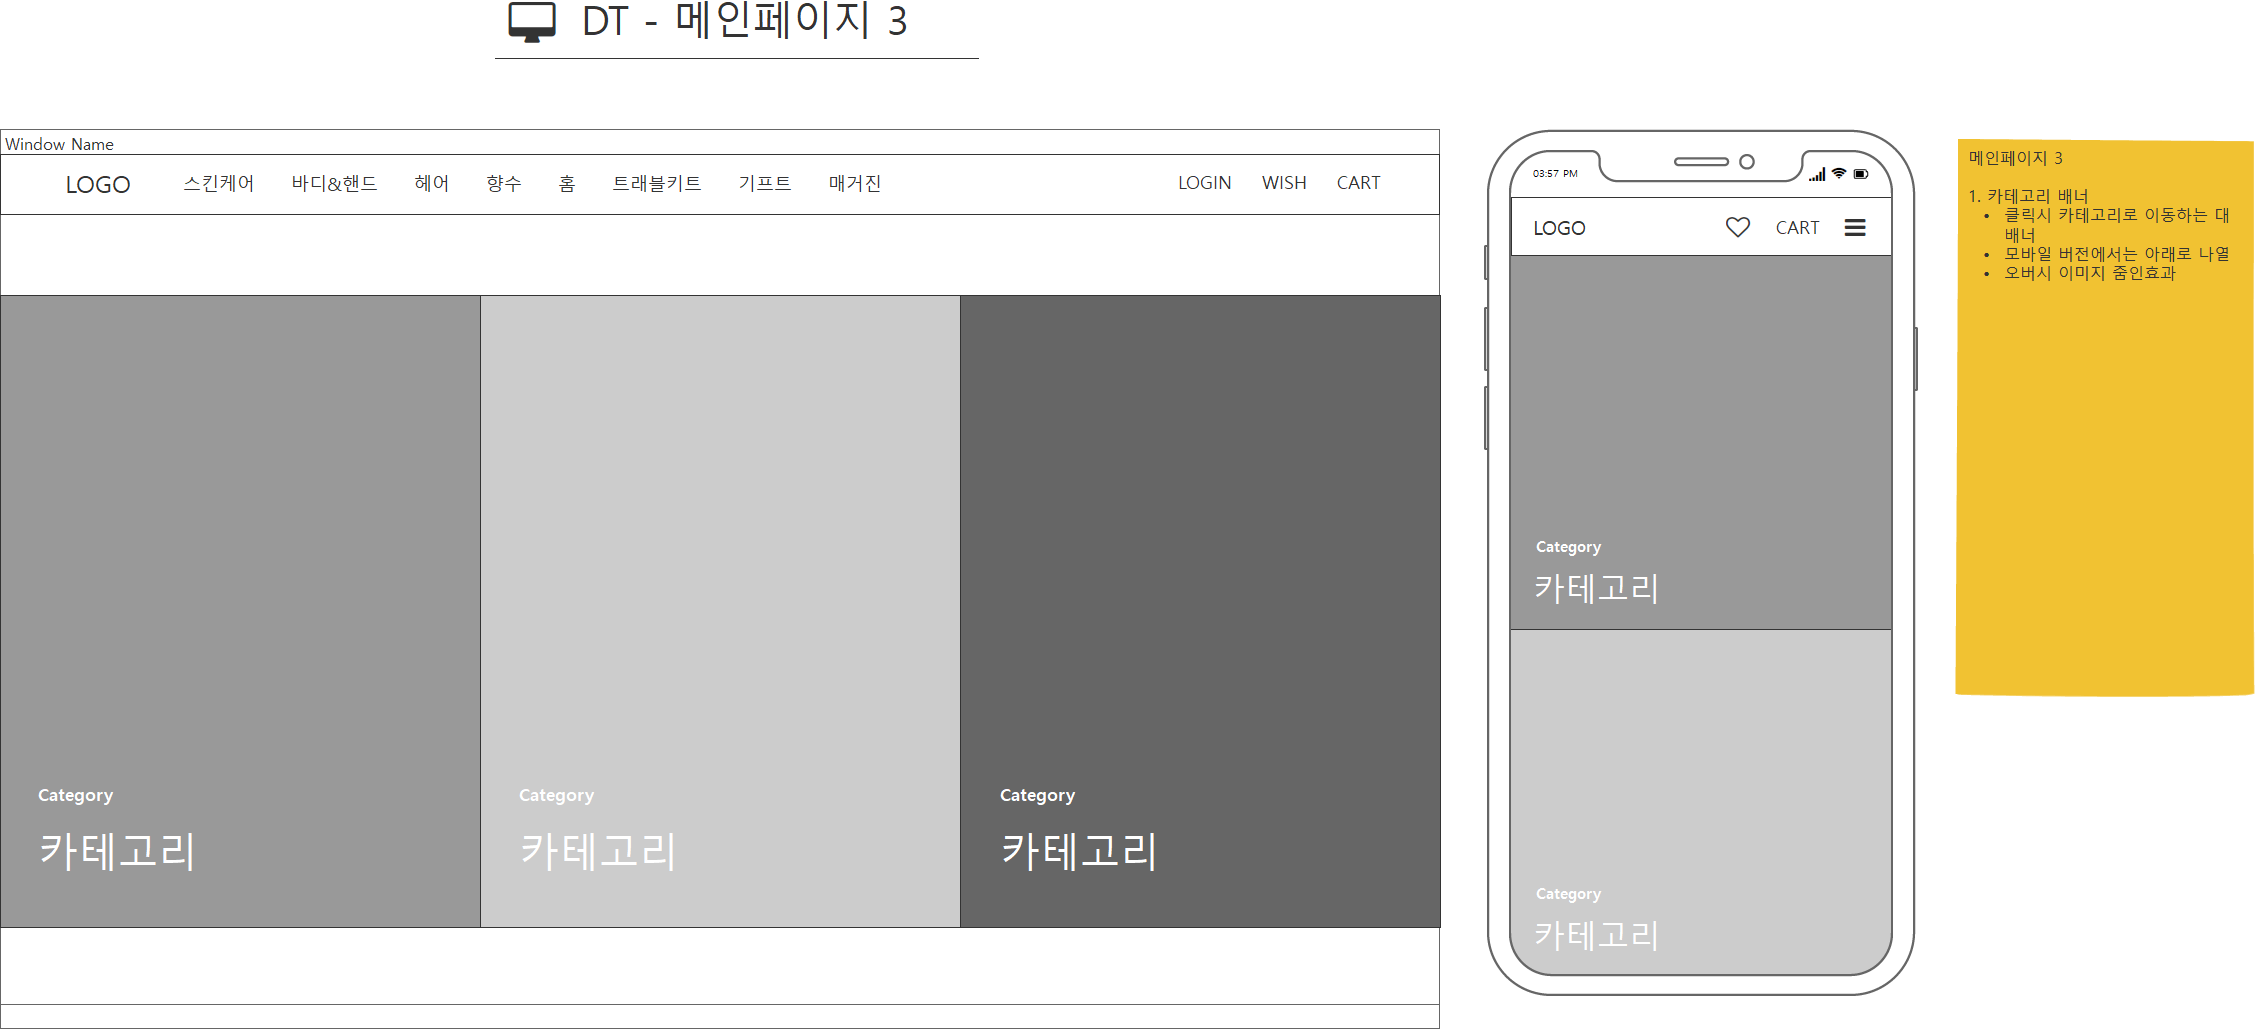 DT - 메인페이지 3
Window Name
LOGO 스킨케어 바디&핸드 헤어 향수 홈 트래블키트 기프트 매거진 LOGIN WISH CART
Category Category Category
카테고리 카테고리 카테고리
03:57 PM
LOGO CART
Category
카테고리
Category
카테고리
메인페이지 3
1. 카테고리 배너
• 클릭시 카테고리로 이동하는 대
배너
• 모바일 버전에서는 아래로 나열
• 오버시 이미지 줌인효과